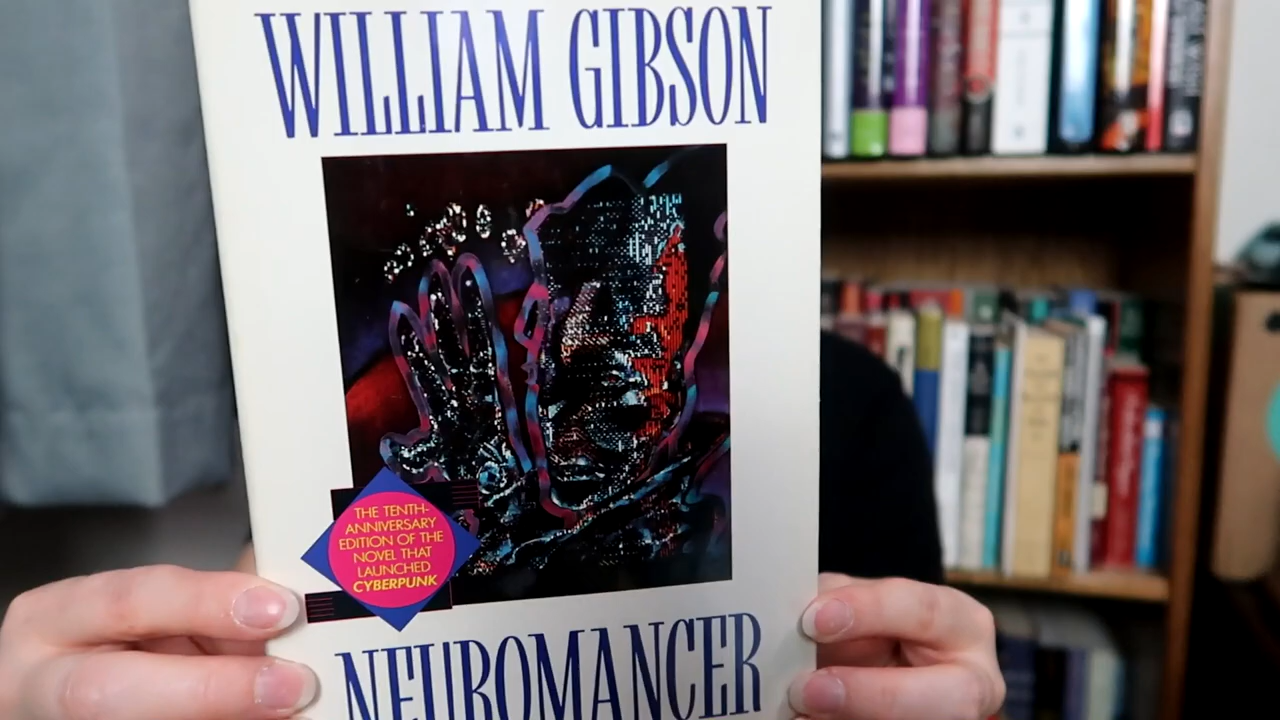 WILLIAM GIBSON
THE TENTH-
ANNIVERSARY
EDITION OF THE
NOVEL THAT
LAUNCHED
CYBERPUNK
NEUROMANCER